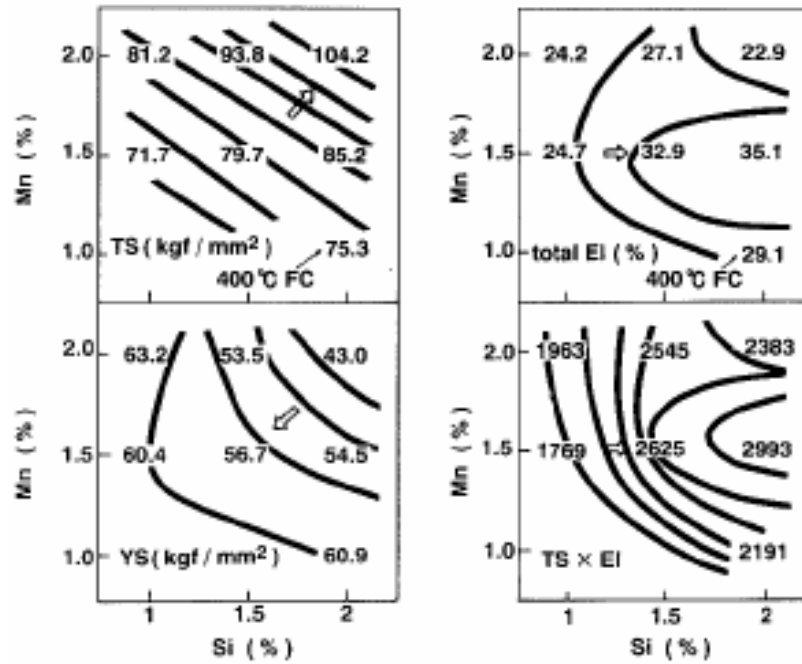 2.0
1.5
1.0
Mn (%)
81.2 93.8 104.2
71.7 79.7 85.2
75.3
TS (kgf / mm²)
400 °C FC
24.2 27.1 22.9
24.7 32.9 35.1
29.1
total El (%)
400 °C FC
2.0
1.5
1.0
Mn (%)
2.0
1.5
1.0
Mn (%)
63.2 53.5 43.0
60.4 56.7 54.5
60.9
YS (kgf / mm²)
1 1.5 2
Si (%)
2.0
1.5
1.0
Mn (%)
1963 2545 2383
1769 2625 2993
2191
TS × El
1 1.5 2
Si (%)